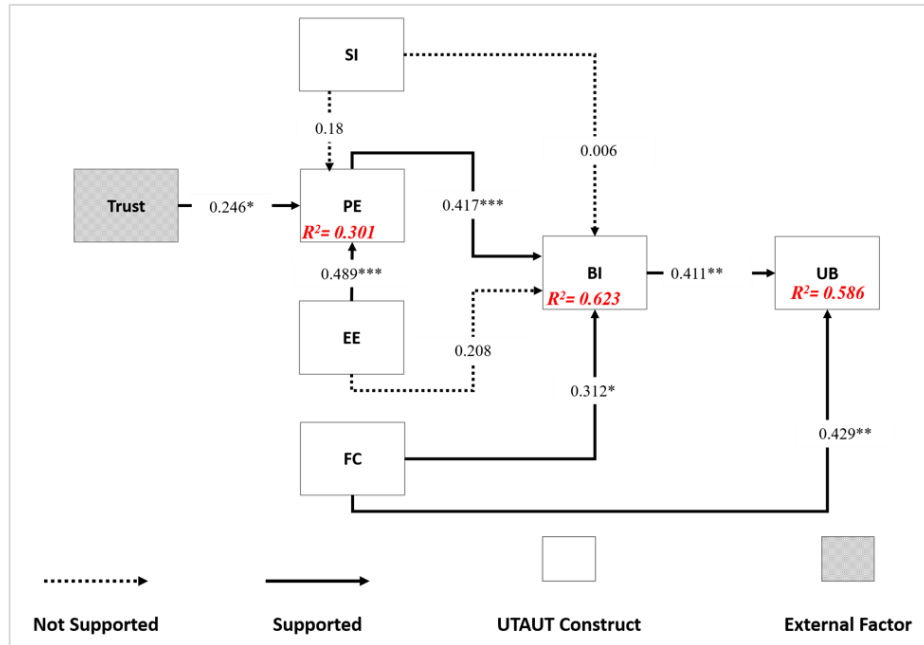 SI
0.18
0.006
Trust
0.246*
PE
R²= 0.301
0.417***
0.489***
BI
R²= 0.623
0.411**
UB
R²= 0.586
EE
0.208
0.312*
FC
0.429**
Not Supported
Supported
UTAUT Construct
External Factor